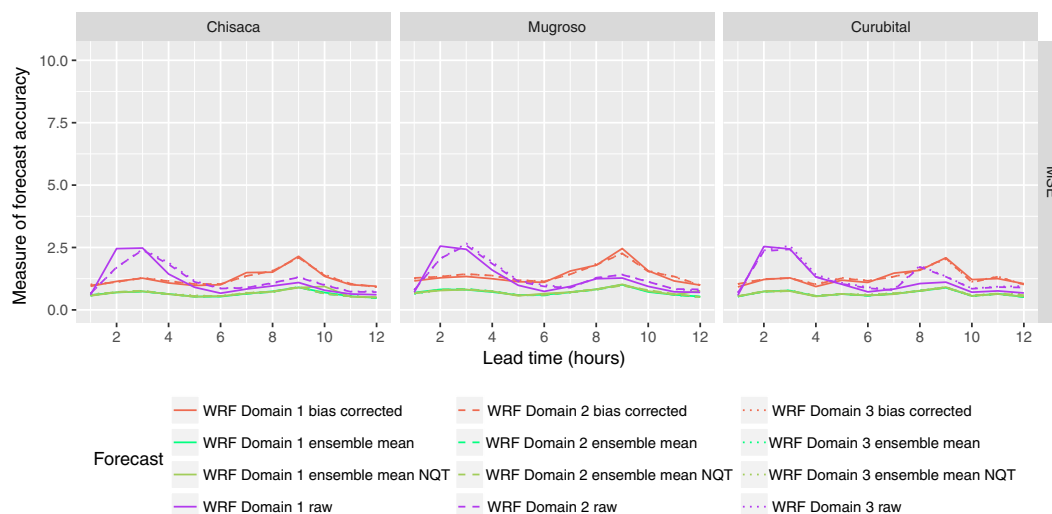 Chisaca
Mugroso
Curubital
Measure of forecast accuracy
10.0
7.5
5.0
2.5
0.0
MSE
2 4 6 8 10 12
2 4 6 8 10 12
2 4 6 8 10 12
Lead time (hours)
Forecast
WRF Domain 1 bias corrected
WRF Domain 2 bias corrected
WRF Domain 3 bias corrected
WRF Domain 1 ensemble mean
WRF Domain 2 ensemble mean
WRF Domain 3 ensemble mean
WRF Domain 1 ensemble mean NQT
WRF Domain 2 ensemble mean NQT
WRF Domain 3 ensemble mean NQT
WRF Domain 1 raw
WRF Domain 2 raw
WRF Domain 3 raw